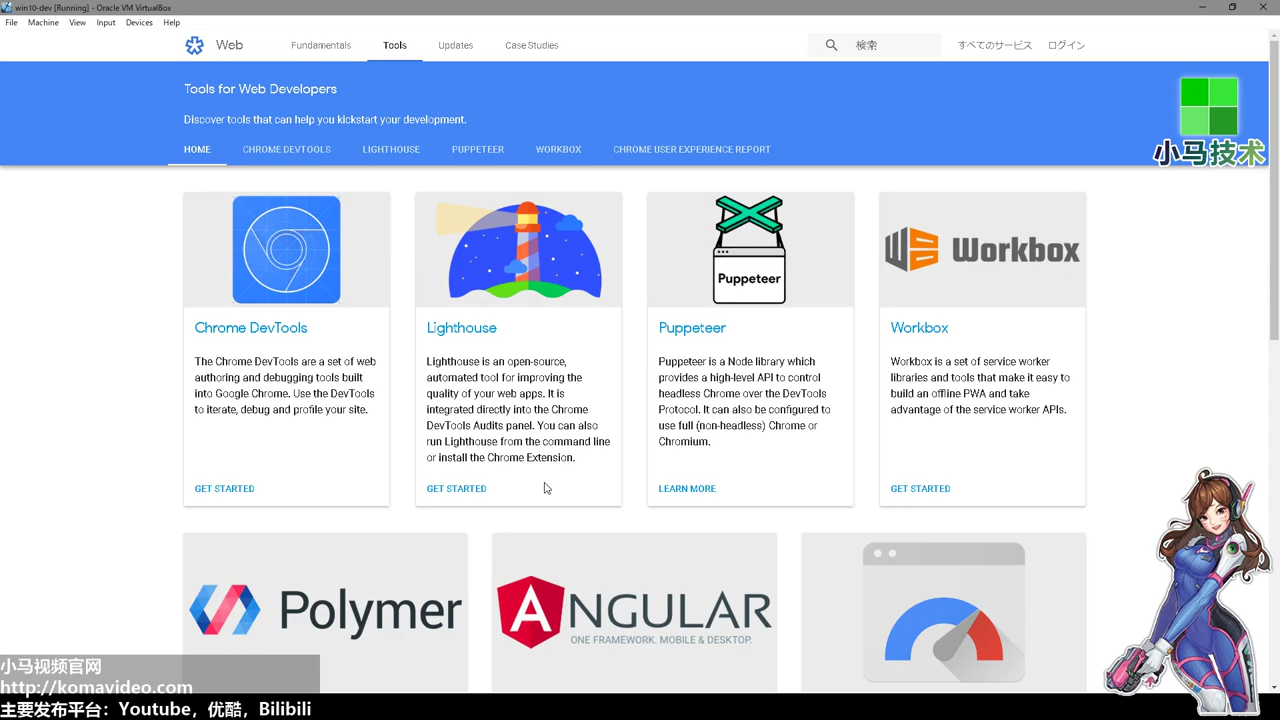 win10-dev [Running] - Oracle VM VirtualBox
File Machine View Input Devices Help
Web Fundamentals Tools Updates Case Studies 検索 すべてのサービス ログイン
Tools for Web Developers
Discover tools that can help you kickstart your development.
HOME CHROME DEVTOOLS LIGHTHOUSE PUPPETEER WORKBOX CHROME USER EXPERIENCE REPORT
小马技术
Puppeteer
Workbox
Chrome DevTools
The Chrome DevTools are a set of web
authoring and debugging tools built
into Google Chrome. Use the DevTools
to iterate, debug and profile your site.
GET STARTED
Lighthouse
Lighthouse is an open-source,
automated tool for improving the
quality of your web apps. It is
integrated directly into the Chrome
DevTools Audits panel. You can also
run Lighthouse from the command line
or install the Chrome Extension.
GET STARTED
Puppeteer
Puppeteer is a Node library which
provides a high-level API to control
headless Chrome over the DevTools
Protocol. It can also be configured to
use full (non-headless) Chrome or
Chromium.
LEARN MORE
Workbox
Workbox is a set of service worker
libraries and tools that make it easy to
build an offline PWA and take
advantage of the service worker APIs.
GET STARTED
Polymer
ANGULAR
ONE FRAMEWORK. MOBILE & DESKTOP.
小马视频官网
http://komavideo.com
主要发布平台：Youtube，优酷，Bilibili